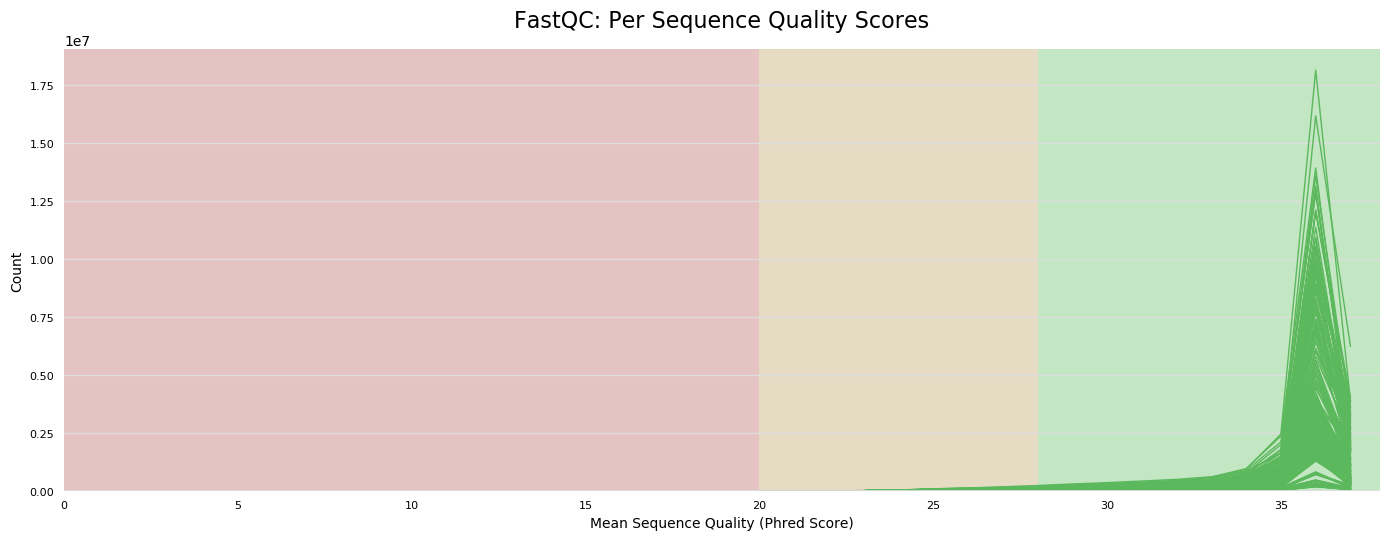 FastQC: Per Sequence Quality Scores
1e7
1.75
1.50
1.25
1.00
0.75
0.50
0.25
0.00
Count
0 5 10 15 20 25 30 35
Mean Sequence Quality (Phred Score)